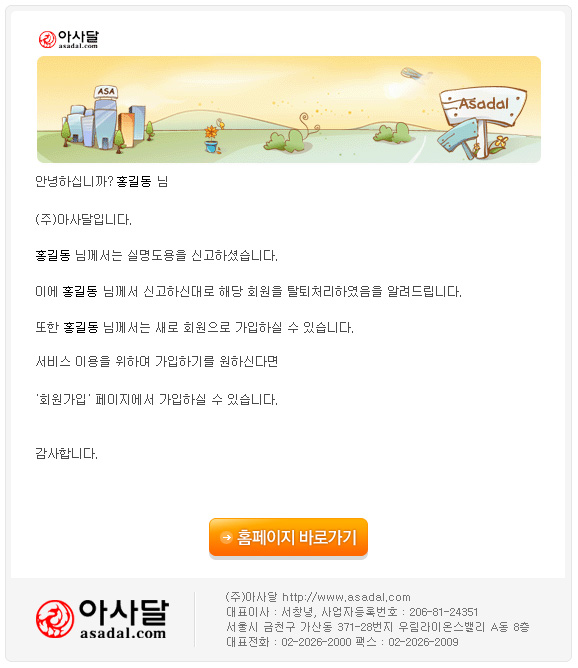 아사달
asadal.com
ASA
Asadal
안녕하십니까? 홍길동 님
(주)아사달입니다.
홍길동 님께서는 실명도용을 신고하셨습니다.
이에 홍길동 님께서 신고하신대로 해당 회원을 탈퇴처리하였음을 알려드립니다.
또한 홍길동 님께서는 새로 회원으로 가입하실 수 있습니다.
서비스 이용을 위하여 가입하기를 원하신다면
'회원가입' 페이지에서 가입하실 수 있습니다.
감사합니다.
홈페이지 바로가기
아사달
asadal.com
(주)아사달 http://www.asadal.com
대표이사 : 서창녕, 사업자등록번호 : 206-81-24351
서울시 금천구 가산동 371-28번지 우림라이온스밸리 A동 8층
대표전화 : 02-2026-2000 팩스 : 02-2026-2009